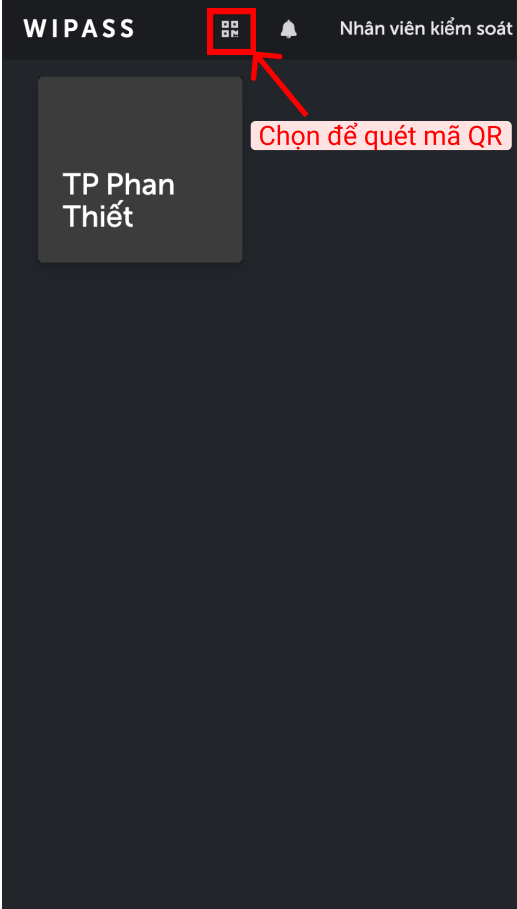 WIPASS
Nhân viên kiểm soát
Chọn để quét mã QR
TP Phan
Thiết